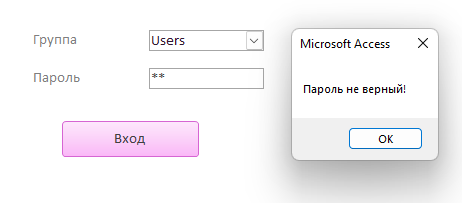 Группа
Users
Microsoft Access
Пароль
**
Пароль не верный!
Вход
OK